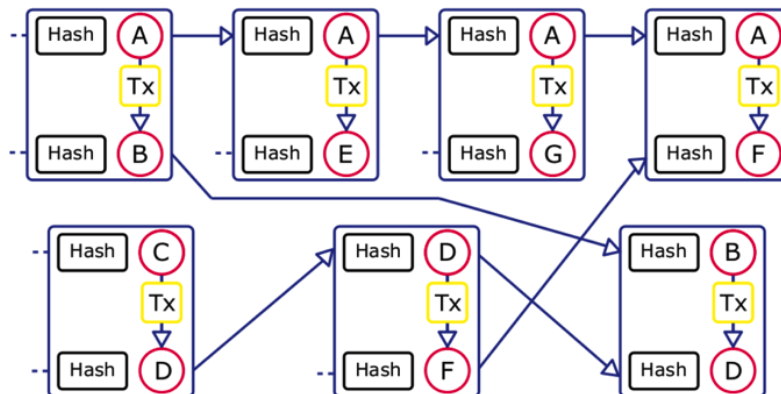 Hash A Hash A Hash A Hash A
Tx Tx Tx Tx
Hash B Hash E Hash G Hash F
Hash C Hash D Hash B
Tx Tx Tx
Hash D Hash F Hash D